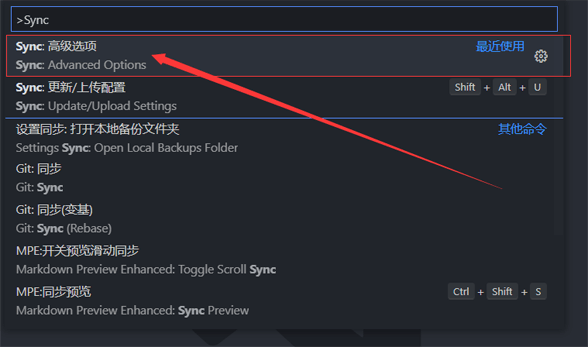 >Sync
Sync: 高级选项 最近使用
Sync: Advanced Options
Sync: 更新/上传配置 Shift + Alt + U
Sync: Update/Upload Settings
设置同步: 打开本地备份文件夹 其他命令
Settings Sync: Open Local Backups Folder
Git: 同步
Git: Sync
Git: 同步(变基)
Git: Sync (Rebase)
MPE:开关预览滑动同步
Markdown Preview Enhanced: Toggle Scroll Sync
MPE:同步预览 Ctrl + Shift + S
Markdown Preview Enhanced: Sync Preview